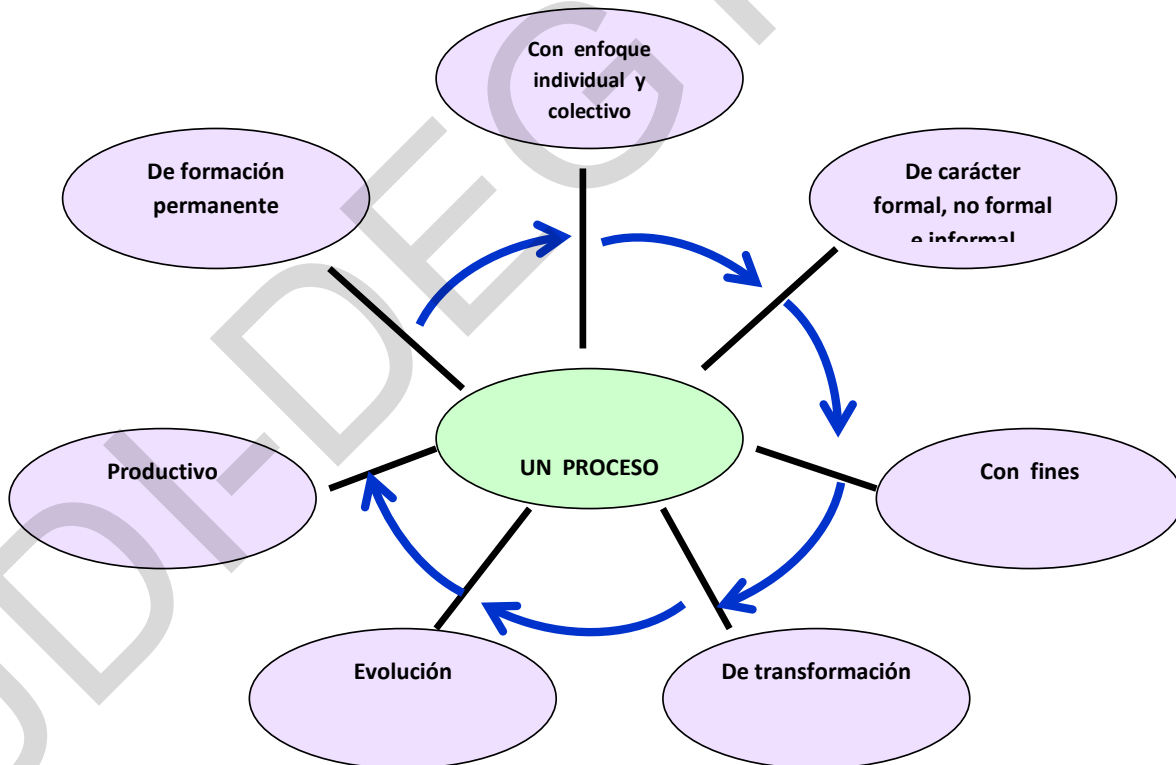 Con enfoque
individual y
colectivo
De formación
permanente
De carácter
formal, no formal
e informal
Productivo
UN PROCESO
Con fines
Evolución
De transformación